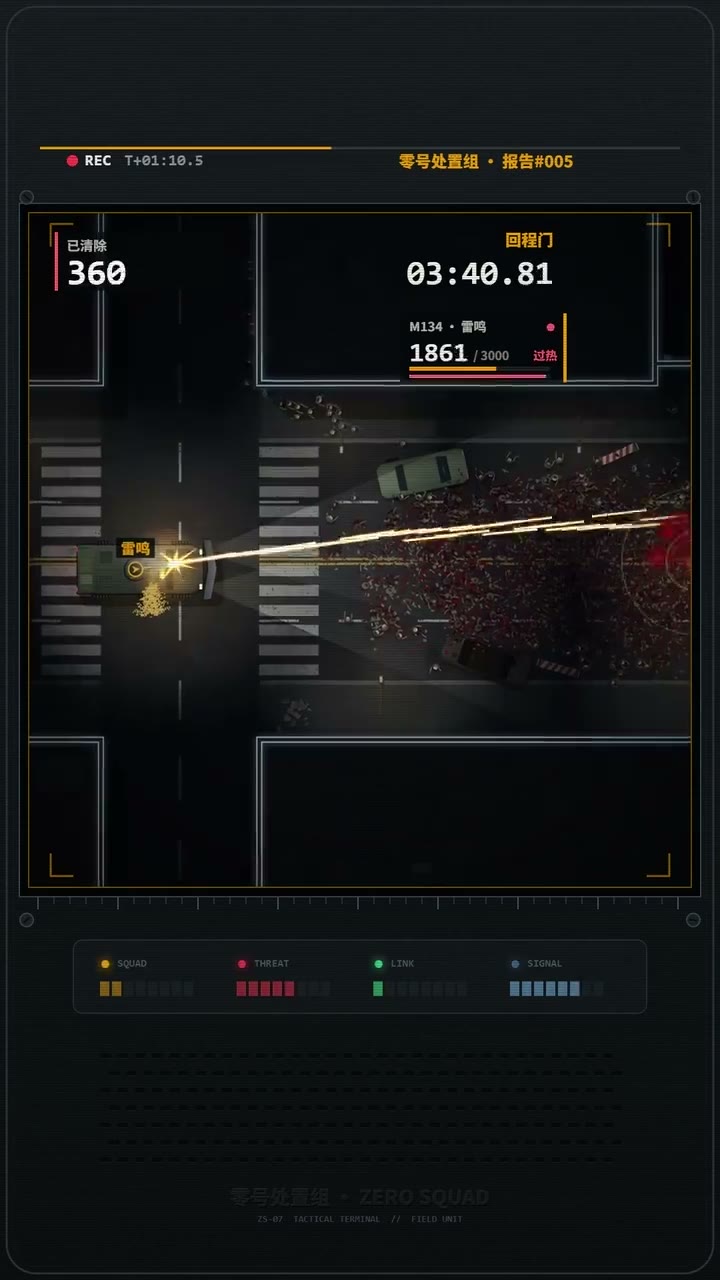 REC T+01:10.5
零号处置组 · 报告#005
已清除
360
回程门
03:40.81
M134 · 雷鸣
1861 / 3000 过热
雷鸣
SQUAD THREAT LINK SIGNAL
零号处置组 · ZERO SQUAD
ZS-07 TACTICAL TERMINAL // FIELD UNIT